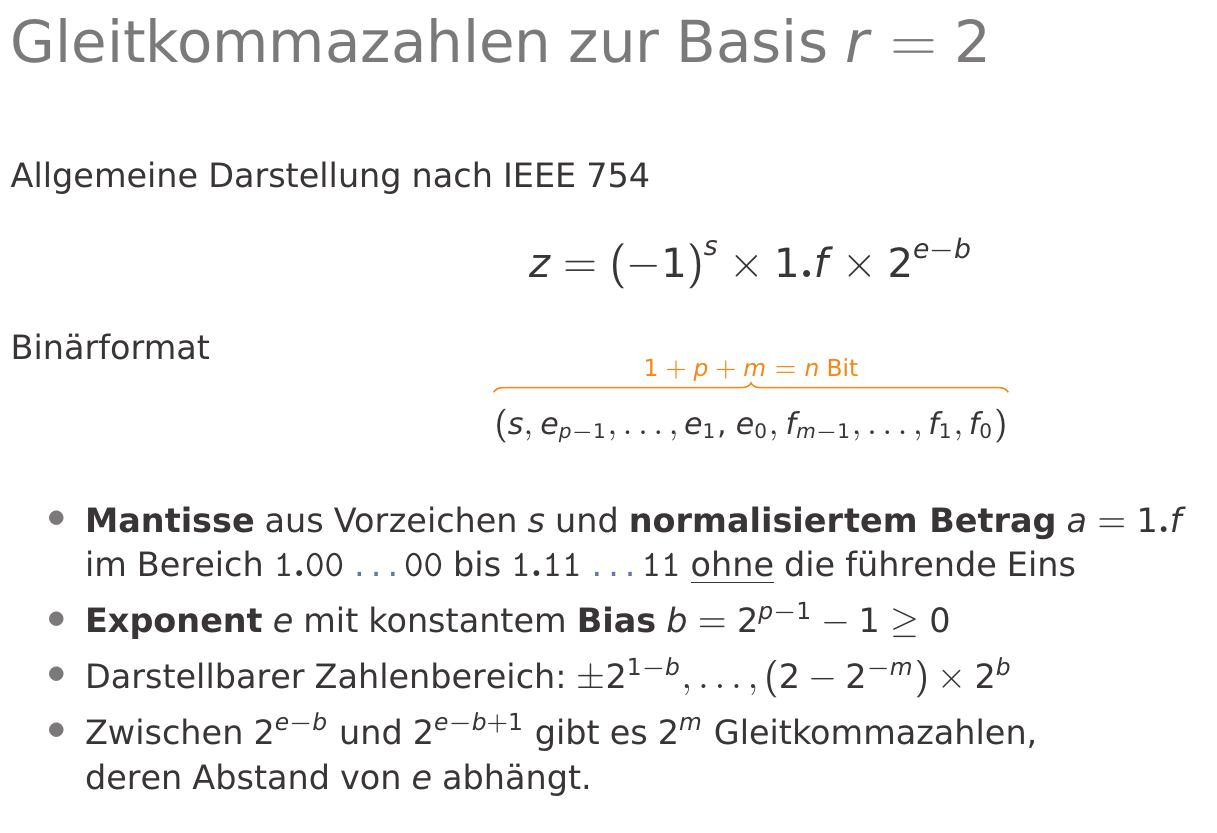 Gleitkommazahlen zur Basis r = 2
Allgemeine Darstellung nach IEEE 754
z = (−1)^s × 1.f × 2^{e−b}
Binärformat
1 + p + m = n Bit
(s, e_{p−1}, . . . , e_1, e_0, f_{m−1}, . . . , f_1, f_0)
• Mantisse aus Vorzeichen s und normalisiertem Betrag a = 1.f
im Bereich 1.00 . . . 00 bis 1.11 . . . 11 ohne die führende Eins
• Exponent e mit konstantem Bias b = 2^{p−1} − 1 ≥ 0
• Darstellbarer Zahlenbereich: ±2^{1−b}, . . . , (2 − 2^{−m}) × 2^b
• Zwischen 2^{e−b} und 2^{e−b+1} gibt es 2^m Gleitkommazahlen,
deren Abstand von e abhängt.